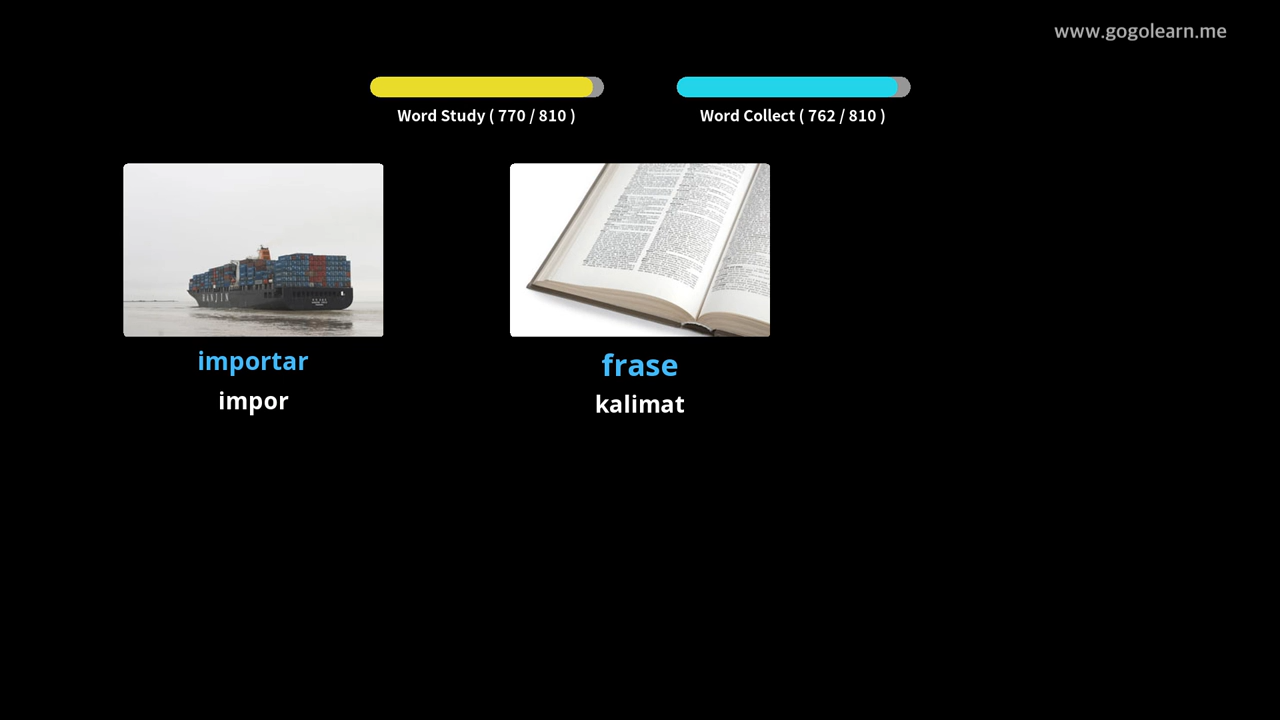 www.gogolearn.me
Word Study ( 770 / 810 )
Word Collect ( 762 / 810 )
importar
impor
frase
kalimat